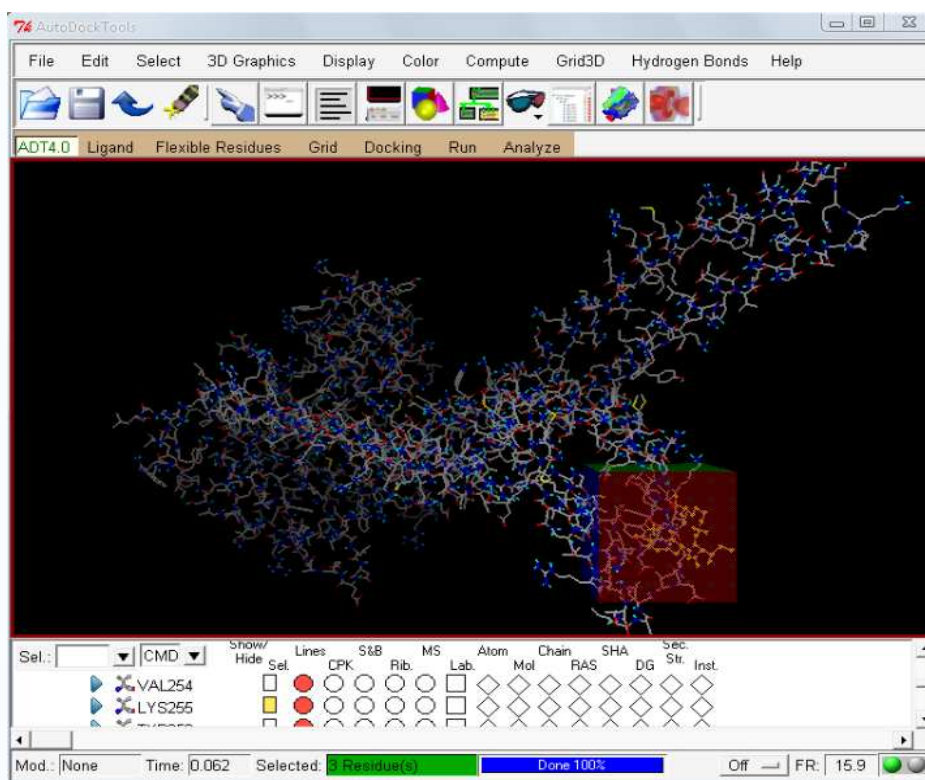 AutoDockTools
File Edit Select 3D Graphics Display Color Compute Grid3D Hydrogen Bonds Help
ADT4.0 Ligand Flexible Residues Grid Docking Run Analyze
Sel.: CMD Show/ Hide Sel. Lines CPK S&B Rib. MS Lab. Atom Mol Chain RAS SHA DG Sec. Str. Inst.
VAL254
LYS255
Mod.: None Time: 0.062 Selected: 3 Residue(s) Done 100% Off FR: 15.9